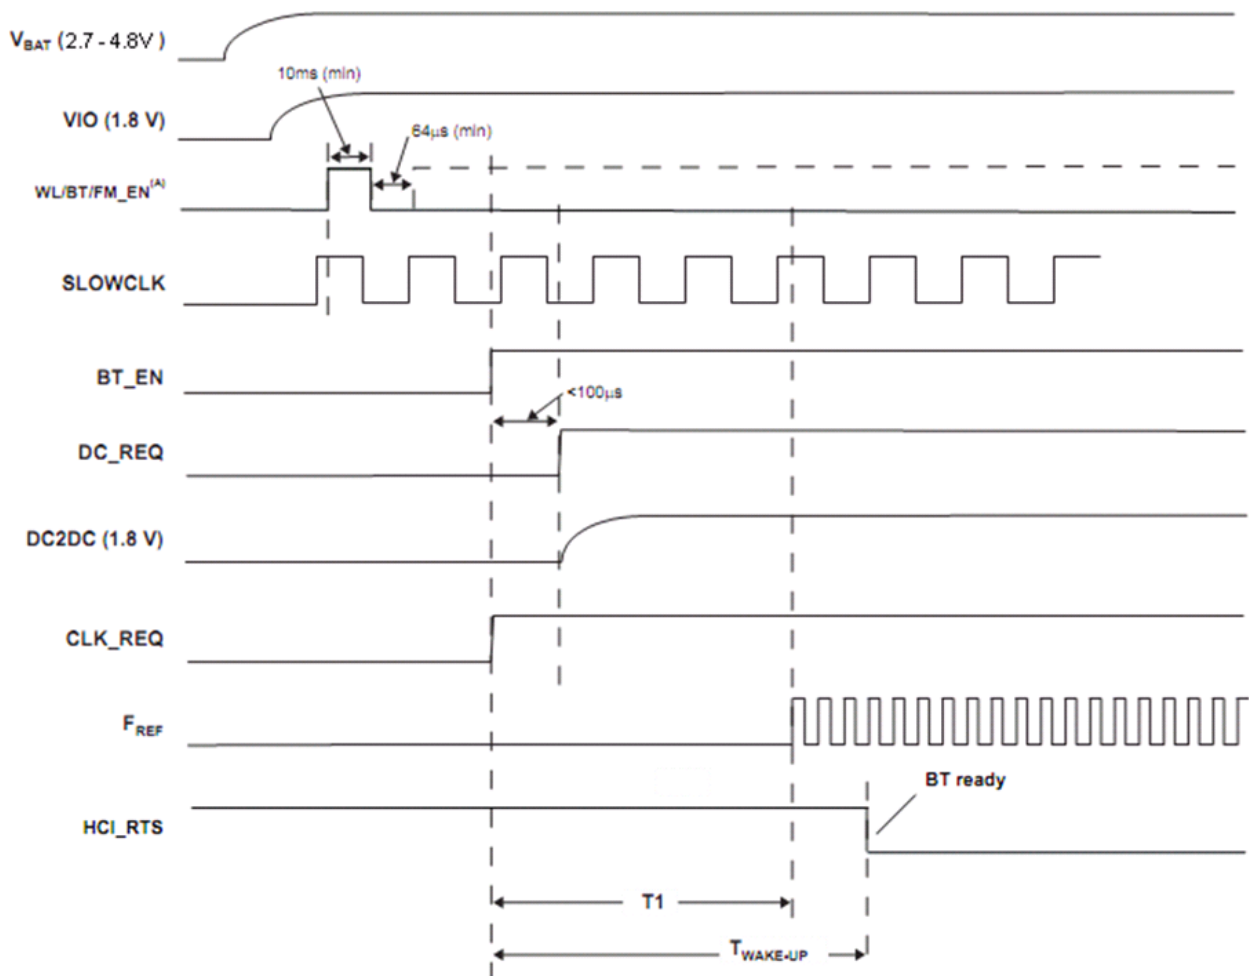 VBAT (2.7 - 4.8V )
10ms (min)
VIO (1.8 V)
64µs (min)
WL/BT/FM_EN(A)
SLOWCLK
BT_EN
<100µs
DC_REQ
DC2DC (1.8 V)
CLK_REQ
FREF
BT ready
HCI_RTS
T1
TWAKE-UP